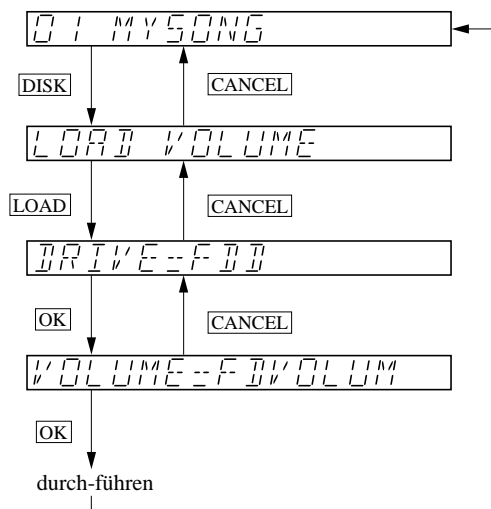 01 MYSONG
DISK CANCEL
LOAD VOLUME
LOAD CANCEL
DRIVE=FDD
OK CANCEL
VOLUME=FDVOLUM
OK
durch-führen